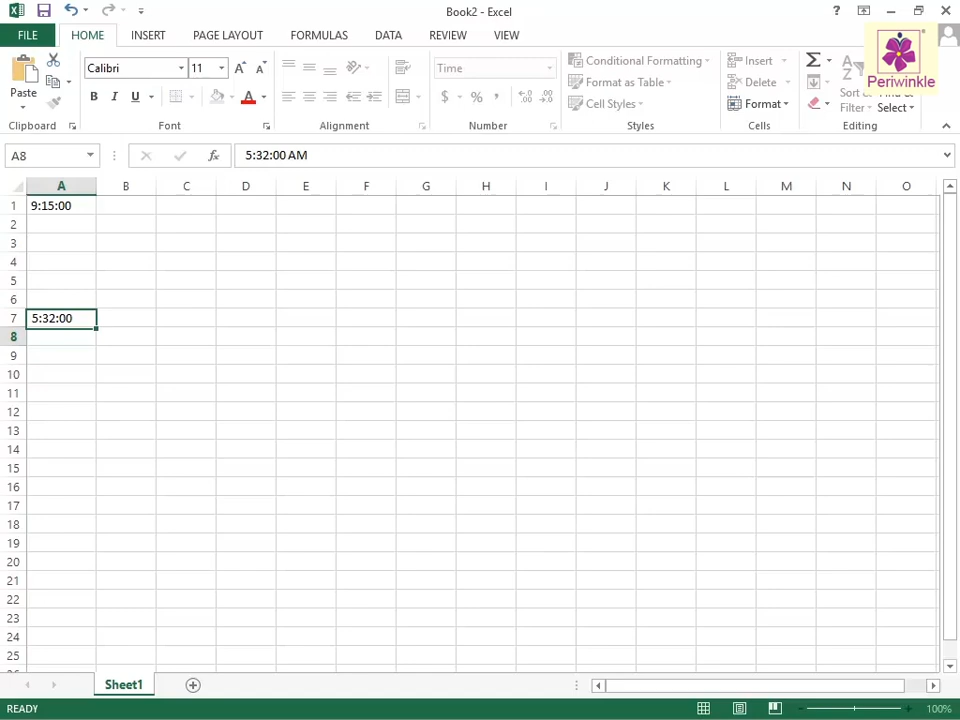 Book2 - Excel
FILE HOME INSERT PAGE LAYOUT FORMULAS DATA REVIEW VIEW
Periwinkle
Paste
Calibri 11
B I U
Time
$ % ,
Conditional Formatting
Format as Table
Cell Styles
Insert
Delete
Format
Sort
Filter Select
Clipboard Font Alignment Number Styles Cells Editing
A8 fx 5:32:00 AM
A B C D E F G H I J K L M N O
1 9:15:00
2
3
4
5
6
7 5:32:00
8
9
10
11
12
13
14
15
16
17
18
19
20
21
22
23
24
25
Sheet1
READY 100%